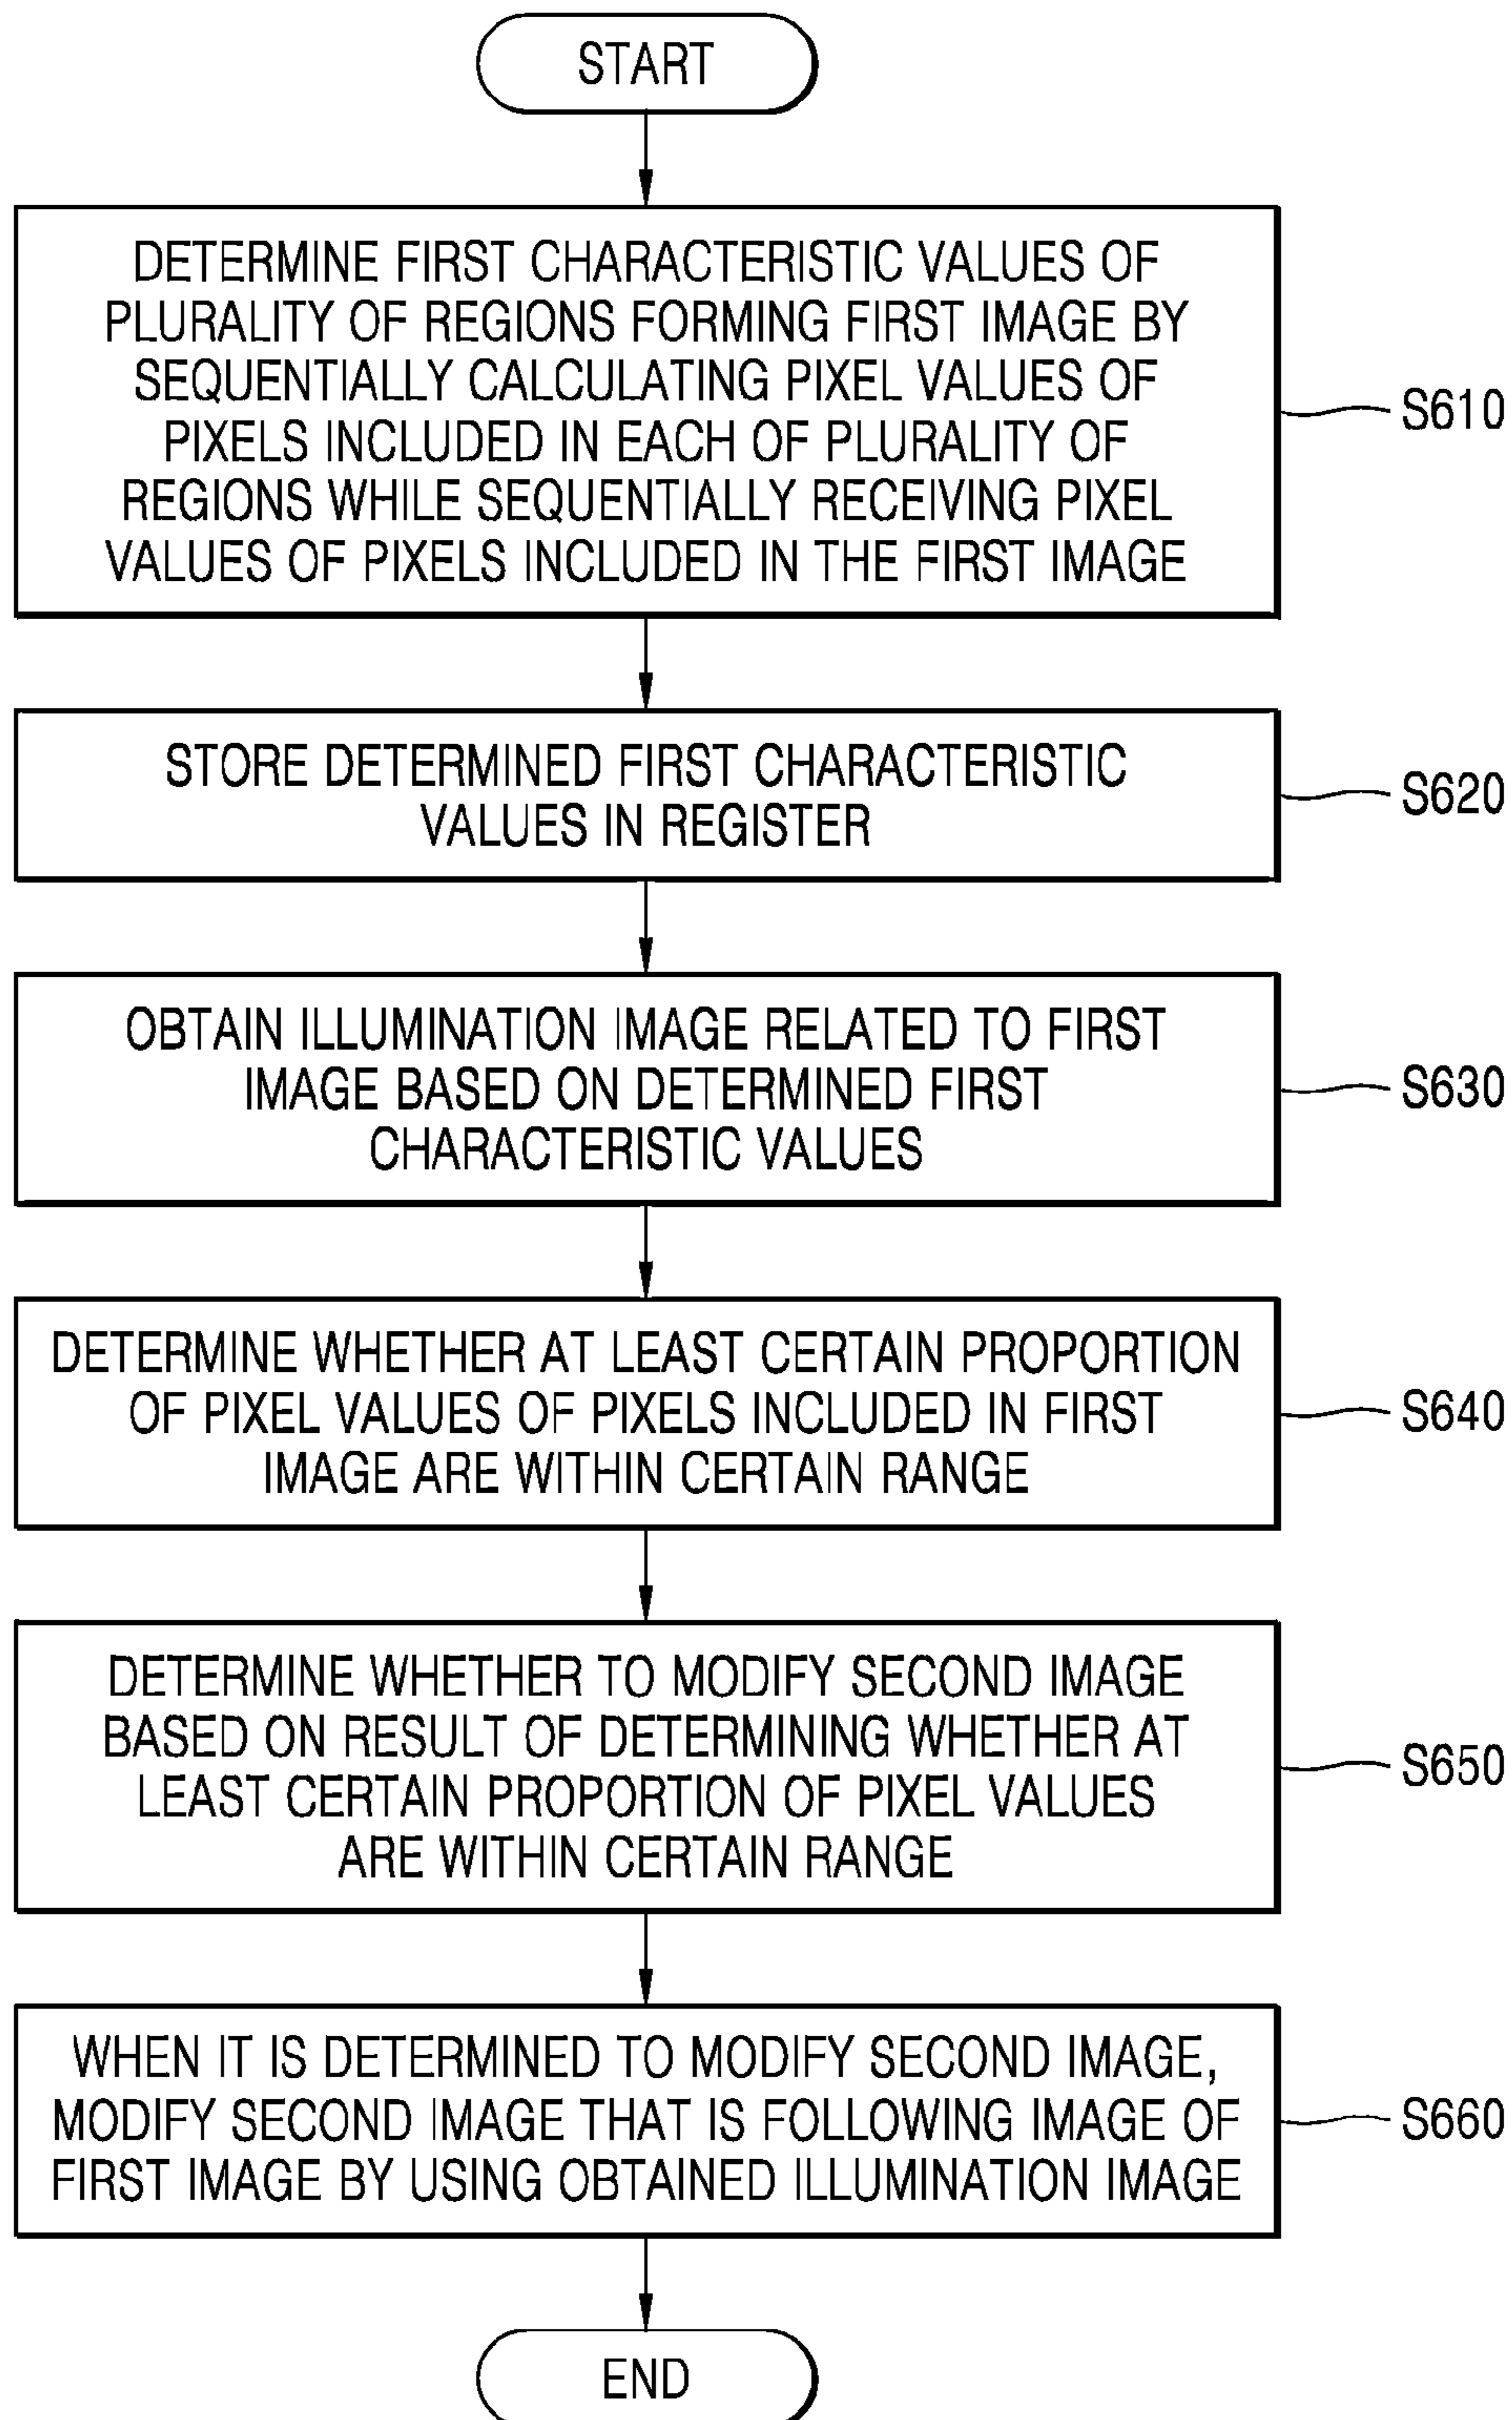 START
DETERMINE FIRST CHARACTERISTIC VALUES OF
PLURALITY OF REGIONS FORMING FIRST IMAGE BY
SEQUENTIALLY CALCULATING PIXEL VALUES OF
PIXELS INCLUDED IN EACH OF PLURALITY OF
REGIONS WHILE SEQUENTIALLY RECEIVING PIXEL
VALUES OF PIXELS INCLUDED IN THE FIRST IMAGE
S610
STORE DETERMINED FIRST CHARACTERISTIC
VALUES IN REGISTER
S620
OBTAIN ILLUMINATION IMAGE RELATED TO FIRST
IMAGE BASED ON DETERMINED FIRST
CHARACTERISTIC VALUES
S630
DETERMINE WHETHER AT LEAST CERTAIN PROPORTION
OF PIXEL VALUES OF PIXELS INCLUDED IN FIRST
IMAGE ARE WITHIN CERTAIN RANGE
S640
DETERMINE WHETHER TO MODIFY SECOND IMAGE
BASED ON RESULT OF DETERMINING WHETHER AT
LEAST CERTAIN PROPORTION OF PIXEL VALUES
ARE WITHIN CERTAIN RANGE
S650
WHEN IT IS DETERMINED TO MODIFY SECOND IMAGE,
MODIFY SECOND IMAGE THAT IS FOLLOWING IMAGE OF
FIRST IMAGE BY USING OBTAINED ILLUMINATION IMAGE
S660
END